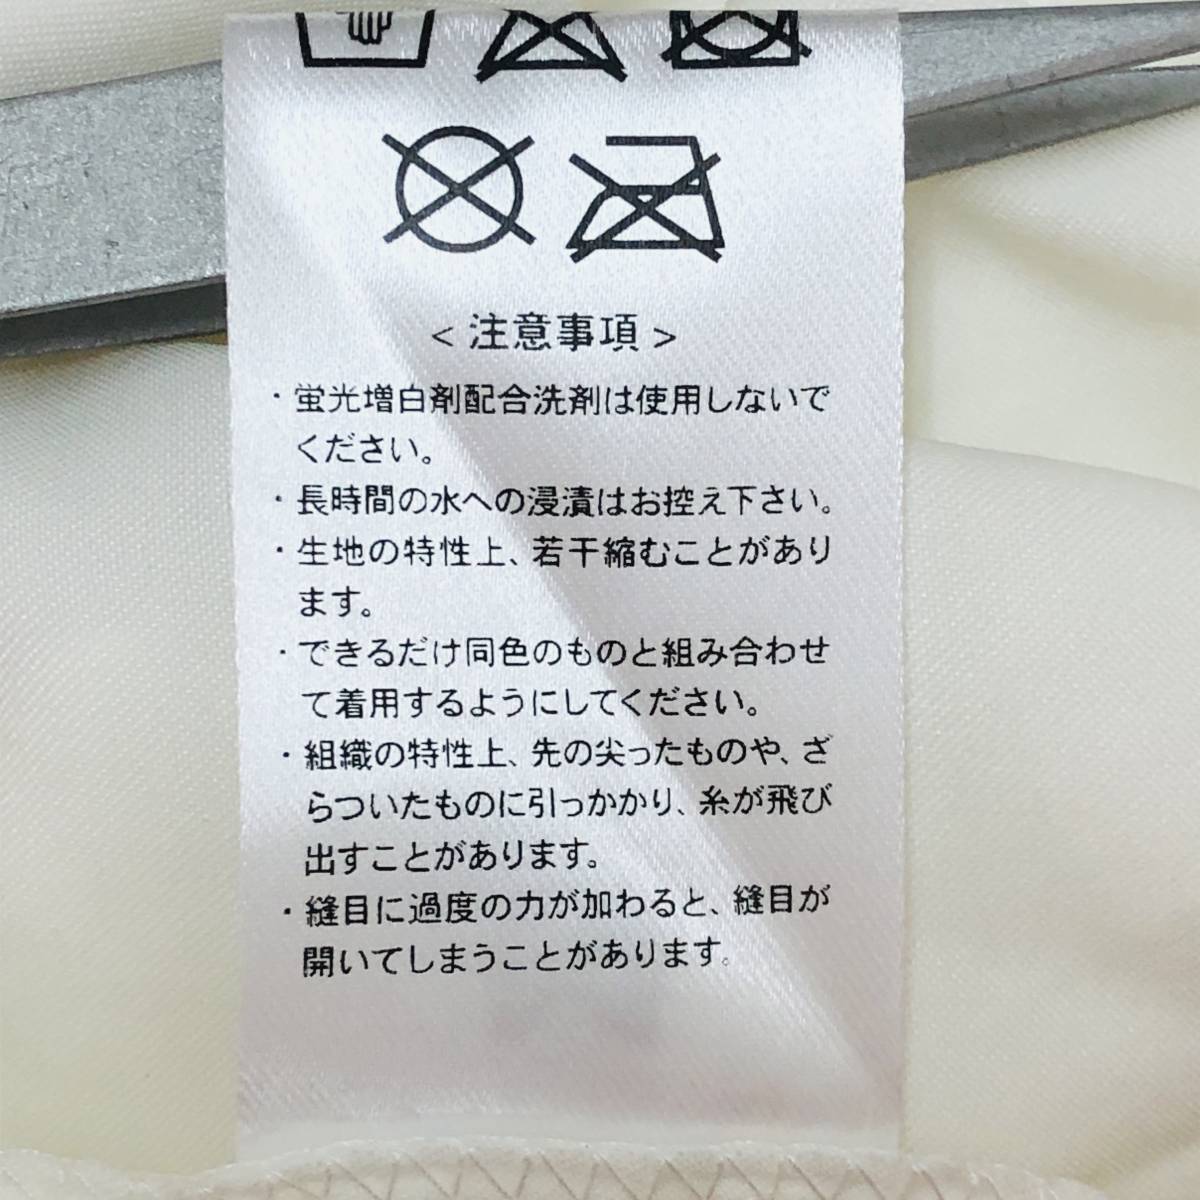 < 注意事項 >
・蛍光増白剤配合洗剤は使用しないで
ください。
・長時間の水への浸漬はお控え下さい。
・生地の特性上、若干縮むことがあり
ます。
・できるだけ同色のものと組み合わせ
て着用するようにしてください。
・組織の特性上、先の尖ったものや、ざ
らついたものに引っかかり、糸が飛び
出すことがあります。
・縫目に過度の力が加わると、縫目が
開いてしまうことがあります。